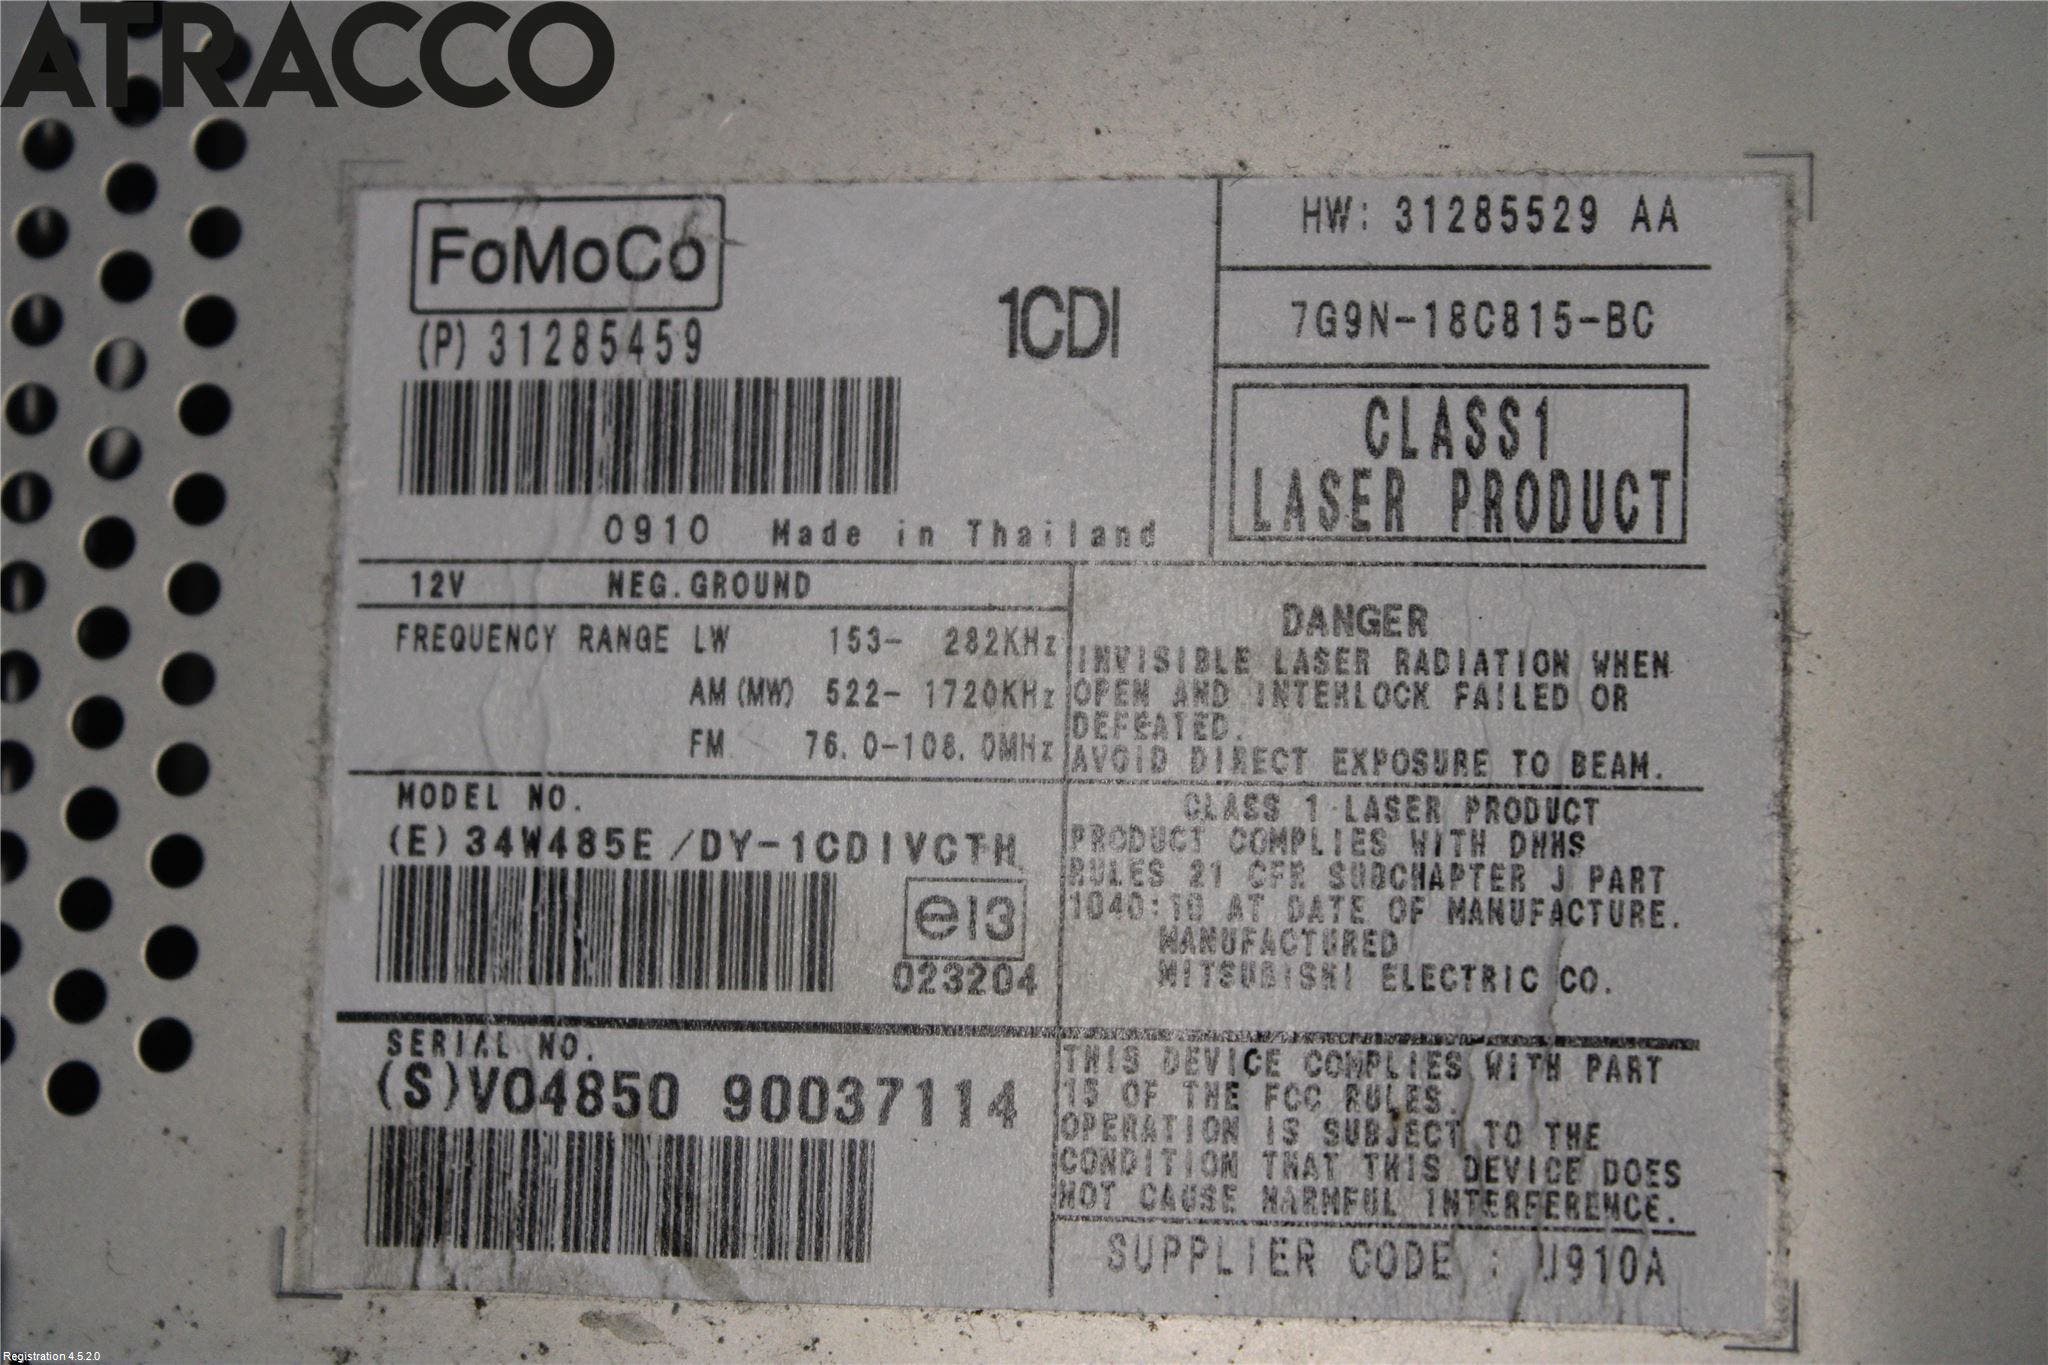 ATRACCO
FoMoCo
(P) 31285459
1CDI
0910 Made in Thailand
HW: 31285529 AA
7G9N-18C815-BC
CLASS1
LASER PRODUCT
12V NEG.GROUND
FREQUENCY RANGE LW 153- 282KHz
AM(MW) 522- 1720KHz
FM 76.0-108.0MHz
DANGER
INVISIBLE LASER RADIATION WHEN
OPEN AND INTERLOCK FAILED OR
DEFEATED.
AVOID DIRECT EXPOSURE TO BEAM.
MODEL NO.
(E)34W485E/DY-1CDIVCTH
e13
023204
CLASS 1 LASER PRODUCT
PRODUCT COMPLIES WITH DHHS
RULES 21 CFR SUBCHAPTER J PART
1040:10 AT DATE OF MANUFACTURE.
MANUFACTURED
MITSUBISHI ELECTRIC CO.
SERIAL NO.
(S)VO4850 90037114
THIS DEVICE COMPLIES WITH PART
15 OF THE FCC RULES.
OPERATION IS SUBJECT TO THE
CONDITION THAT THIS DEVICE DOES
NOT CAUSE HARMFUL INTERFERENCE.
SUPPLIER CODE : U910A
Registration 4.5.2.0